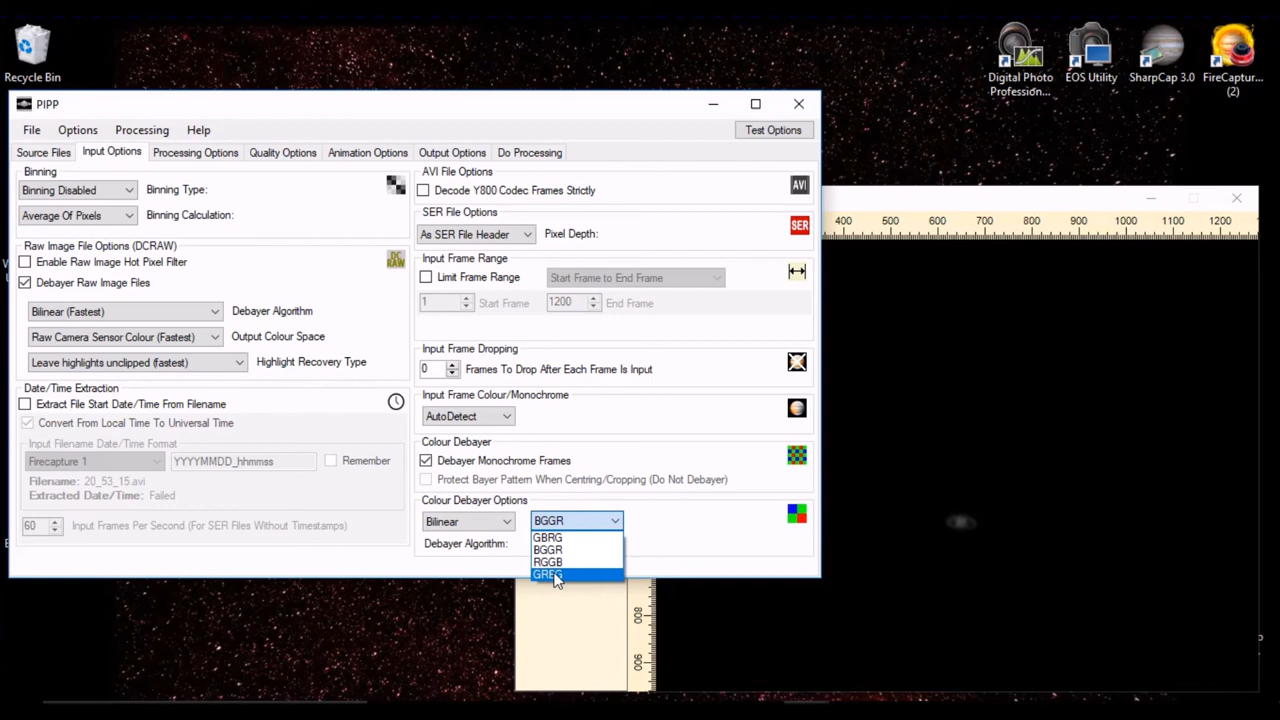 Recycle Bin
Digital Photo
Profession...
EOS Utility
SharpCap 3.0
FireCaptur...
(2)
PIPP
File
Options
Processing
Help
Test Options
Source Files
Input Options
Processing Options
Quality Options
Animation Options
Output Options
Do Processing
Binning
Binning Disabled
Binning Type:
Average Of Pixels
Binning Calculation:
Raw Image File Options (DCRAW)
DC
RAW
Enable Raw Image Hot Pixel Filter
Debayer Raw Image Files
Bilinear (Fastest)
Debayer Algorithm
Raw Camera Sensor Colour (Fastest)
Output Colour Space
Leave highlights unclipped (fastest)
Highlight Recovery Type
Date/Time Extraction
Extract File Start Date/Time From Filename
Convert From Local Time To Universal Time
Input Filename Date/Time Format
Firecapture 1
YYYYMMDD_hhmmss
Remember
Filename: 20_53_15.avi
Extracted Date/Time: Failed
60
Input Frames Per Second (For SER Files Without Timestamps)
AVI File Options
Decode Y800 Codec Frames Strictly
AVI
SER File Options
As SER File Header
Pixel Depth:
SER
Input Frame Range
Limit Frame Range
Start Frame to End Frame
1
Start Frame
1200
End Frame
Input Frame Dropping
0
Frames To Drop After Each Frame Is Input
Input Frame Colour/Monochrome
AutoDetect
Colour Debayer
Debayer Monochrome Frames
Protect Bayer Pattern When Centring/Cropping (Do Not Debayer)
Colour Debayer Options
Bilinear
BGGR
Debayer Algorithm:
GBRG
BGGR
RGGB
400 500 600 700 800 900 1000 1100 1200
800
900